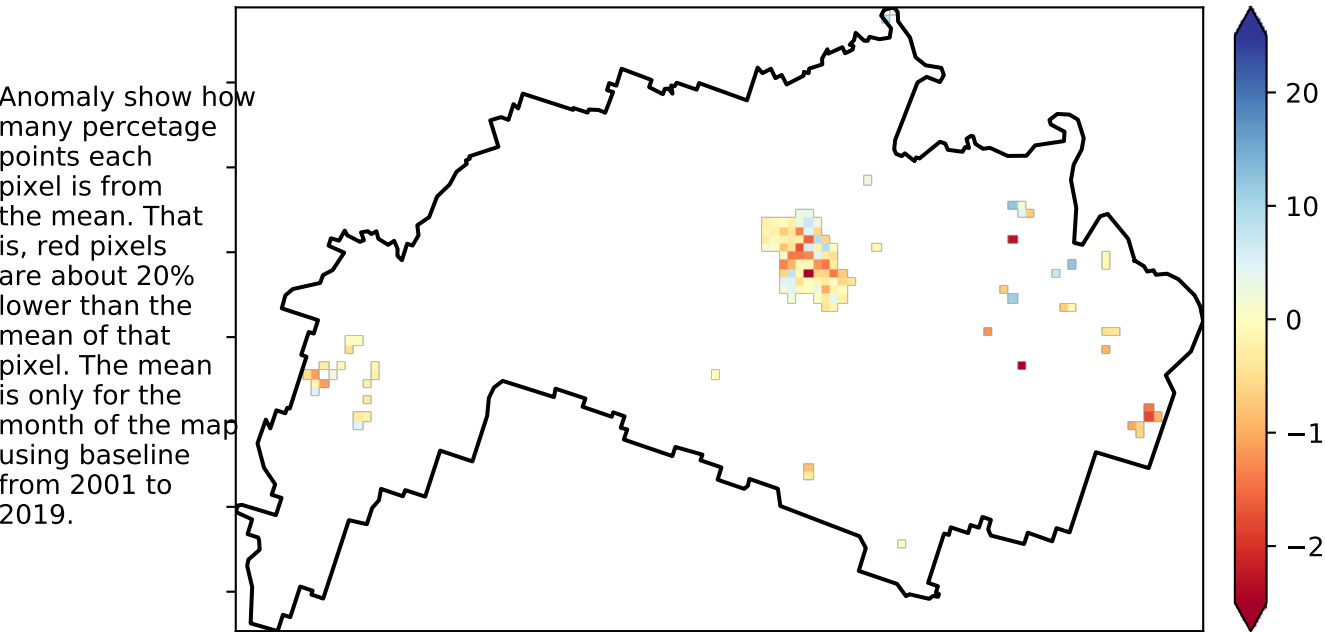 Anomaly show how
many percetage
points each
pixel is from
the mean. That
is, red pixels
are about 20%
lower than the
mean of that
pixel. The mean
is only for the
month of the map
using baseline
from 2001 to
2019.
20
10
0
−1
−2